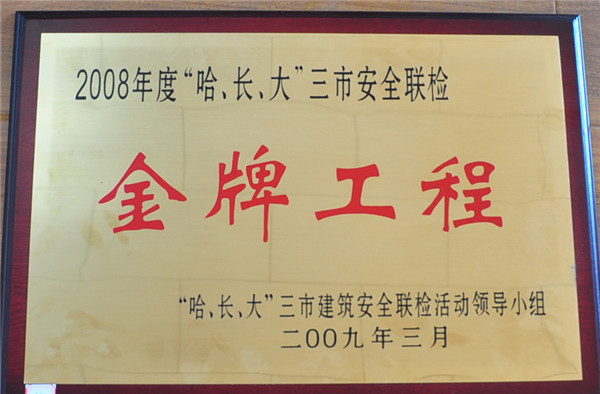 2008年度“哈、长、大”三市安全联检
金牌工程
“哈、长、大”三市建筑安全联检活动领导小组
二00九年三月